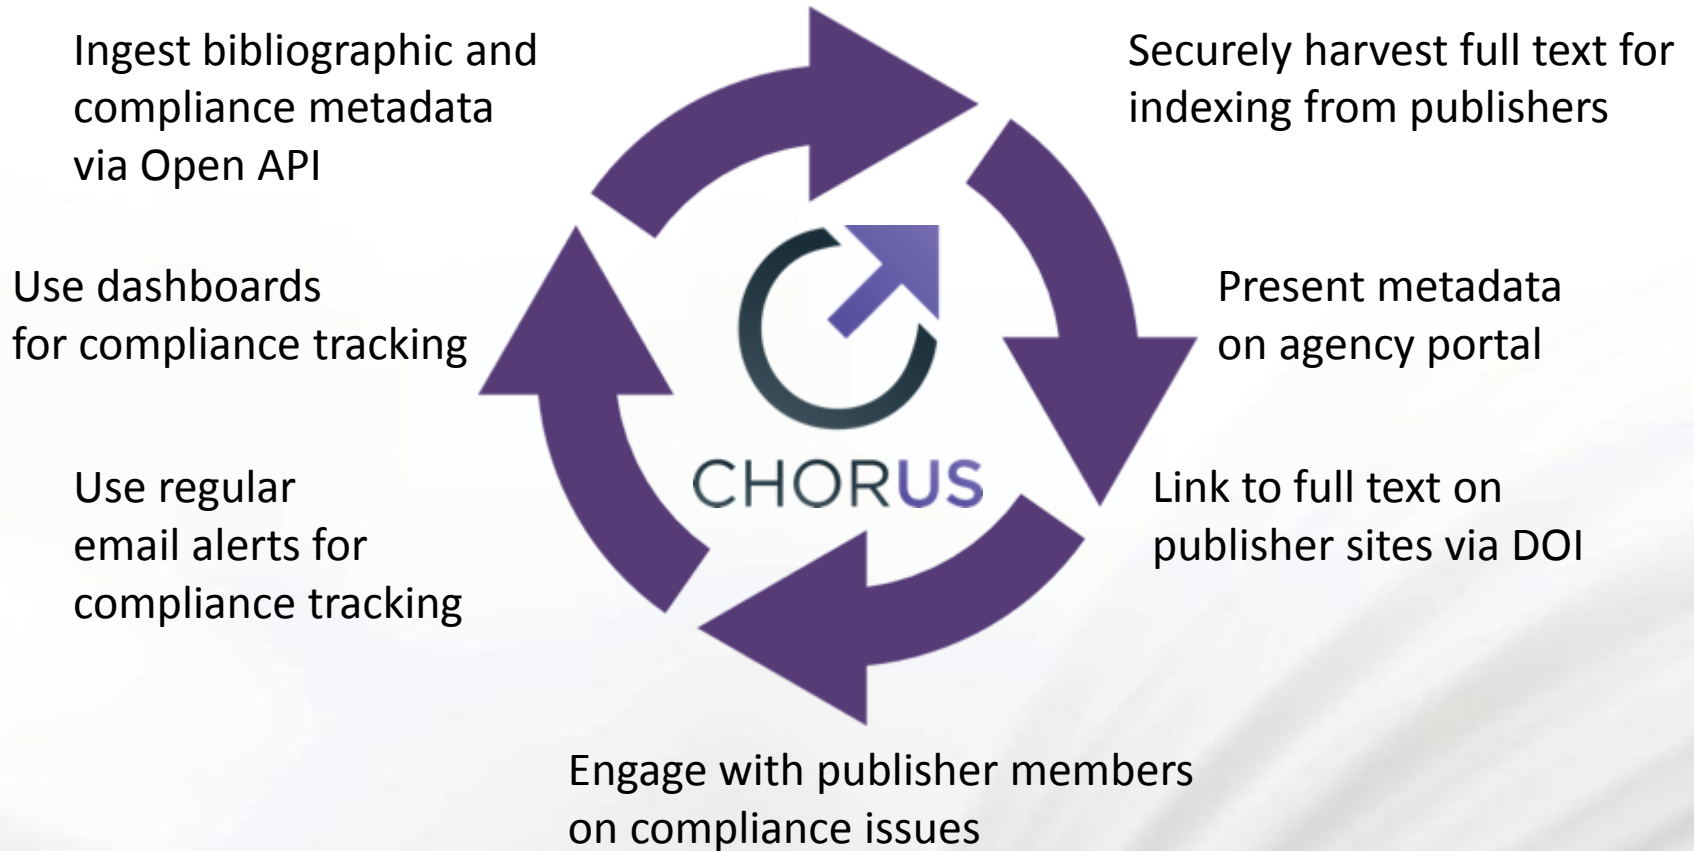 Ingest bibliographic and
compliance metadata
via Open API
Securely harvest full text for
indexing from publishers
Use dashboards
for compliance tracking
Present metadata
on agency portal
CHORUS
Use regular
email alerts for
compliance tracking
Link to full text on
publisher sites via DOI
Engage with publisher members
on compliance issues